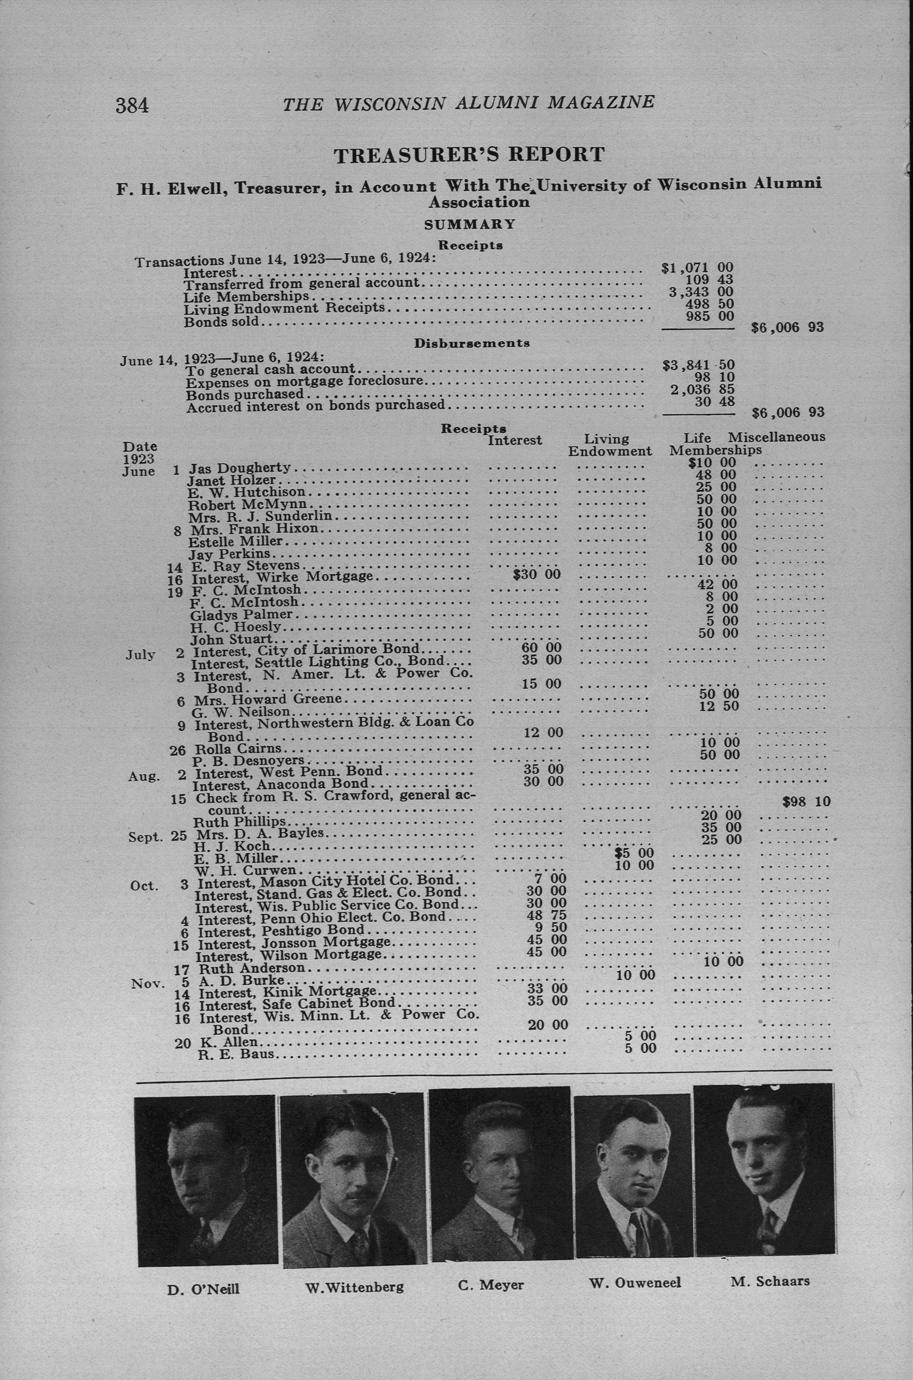 384 THE WISCONSIN ALUMNI MAGAZINE
TREASURER'S REPORT
F. H. Elwell, Treasurer, in Account With The University of Wisconsin Alumni
Association
SUMMARY
Receipts
Transactions June 14, 1923—June 6, 1924:
Interest $1,071 00
Transferred from general account 109 43
Life Memberships 3,343 00
Living Endowment Receipts 498 50
Bonds sold 985 00
$6,006 93
Disbursements
June 14, 1923—June 6, 1924:
To general cash account $3,841 50
Expenses on mortgage foreclosure 98 10
Bonds purchased 2,036 85
Accrued interest on bonds purchased 30 48
$6,006 93
Receipts
Date Interest Living Life Miscellaneous
1923 Endowment Memberships
June 1 Jas Dougherty $10 00
Janet Holzer 48 00
E. W. Hutchison 25 00
Robert McMynn 50 00
Mrs. R. J. Sunderlin 10 00
8 Mrs. Frank Hixon 50 00
Estelle Miller 10 00
Jay Perkins 8 00
14 E. Ray Stevens 10 00
16 Interest, Wirke Mortgage $30 00
19 F. C. McIntosh 42 00
F. C. McIntosh 8 00
Gladys Palmer 2 00
H. C. Hoesly 5 00
John Stuart 50 00
July 2 Interest, City of Larimore Bond 60 00
Interest, Seattle Lighting Co., Bond 35 00
3 Interest, N. Amer. Lt. & Power Co.
Bond 15 00
6 Mrs. Howard Greene 50 00
G. W. Neilson 12 50
9 Interest, Northwestern Bldg. & Loan Co
Bond 12 00
26 Rolla Cairns 10 00
P. B. Desnoyers 50 00
Aug. 2 Interest, West Penn. Bond 35 00
Interest, Anaconda Bond 30 00
15 Check from R. S. Crawford, general ac-
count $98 10
Ruth Phillips 20 00
Sept. 25 Mrs. D. A. Bayles 35 00
H. J. Koch 25 00
E. B. Miller $5 00
W. H. Curwen 10 00
Oct. 3 Interest, Mason City Hotel Co. Bond 7 00
Interest, Stand. Gas & Elect. Co. Bond 30 00
Interest, Wis. Public Service Co. Bond 30 00
4 Interest, Penn Ohio Elect. Co. Bond 48 75
6 Interest, Peshtigo Bond 9 50
15 Interest, Jonsson Mortgage 45 00
Interest, Wilson Mortgage 45 00
17 Ruth Anderson 10 00
Nov. 5 A. D. Burke 10 00
14 Interest, Kinik Mortgage 33 00
16 Interest, Safe Cabinet Bond 35 00
16 Interest, Wis. Minn. Lt. & Power Co.
Bond 20 00
20 K. Allen 5 00
R. E. Baus 5 00
D. O'Neill W.Wittenberg C. Meyer W. Ouweneel M. Schaars